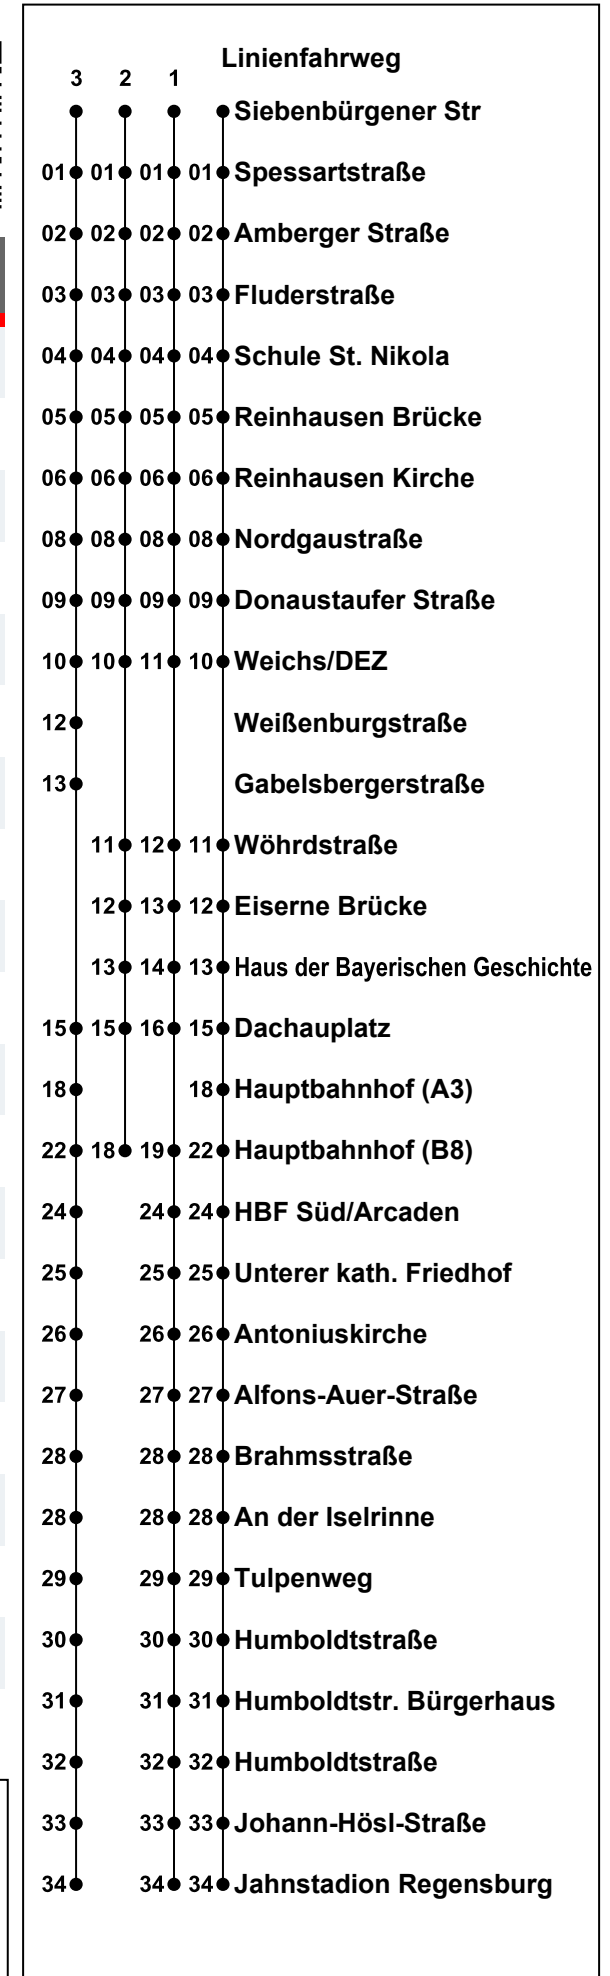 Linienfahrweg
3 2 1
Siebenbürgener Str
01 01 01 01 Spessartstraße
02 02 02 02 Amberger Straße
03 03 03 03 Fluderstraße
04 04 04 04 Schule St. Nikola
05 05 05 05 Reinhausen Brücke
06 06 06 06 Reinhausen Kirche
08 08 08 08 Nordgaustraße
09 09 09 09 Donaustaufer Straße
10 10 11 10 Weichs/DEZ
12 Weißenburgstraße
13 Gabelsbergerstraße
11 12 11 Wöhrdstraße
12 13 12 Eiserne Brücke
13 14 13 Haus der Bayerischen Geschichte
15 15 16 15 Dachauplatz
18 18 Hauptbahnhof (A3)
22 18 19 22 Hauptbahnhof (B8)
24 24 24 HBF Süd/Arcaden
25 25 25 Unterer kath. Friedhof
26 26 26 Antoniuskirche
27 27 27 Alfons-Auer-Straße
28 28 28 Brahmsstraße
28 28 28 An der Iselrinne
29 29 29 Tulpenweg
30 30 30 Humboldtstraße
31 31 31 Humboldtstr. Bürgerhaus
32 32 32 Humboldtstraße
33 33 33 Johann-Hösl-Straße
34 34 34 Jahnstadion Regensburg